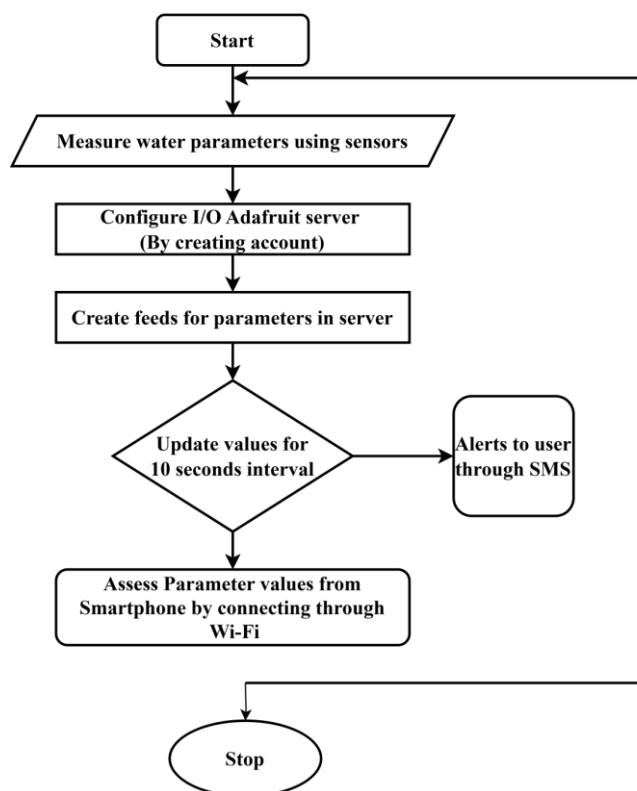 Start
Measure water parameters using sensors
Configure I/O Adafruit server
(By creating account)
Create feeds for parameters in server
Update values for
10 seconds interval
Alerts to user
through SMS
Assess Parameter values from
Smartphone by connecting through
Wi-Fi
Stop